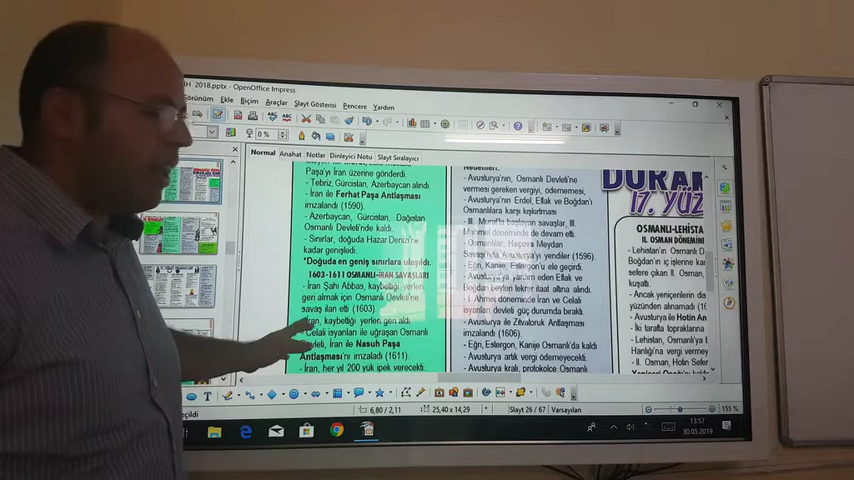 İH 2018.pptx - OpenOffice Impress
Görünüm Ekle Biçim Araçlar Slayt Gösterisi Pencere Yardım
0 %
Normal Anahat Notlar Dinleyici Notu Slayt Sıralayıcı
Paşa'yı İran üzerine gönderdi.
- Tebriz, Gürcistan, Azerbaycan alındı.
- İran ile Ferhat Paşa Antlaşması
imzalandı (1590).
- Azerbaycan, Gürcistan, Dağıstan
Osmanlı Devleti'nde kaldı.
- Sınırlar, doğuda Hazar Denizi'ne
kadar genişledi.
*Doğuda en geniş sınırlara ulaşıldı.
1603-1611 OSMANLI-İRAN SAVAŞLARI
- İran Şahı Abbas, kaybettiği yerleri
geri almak için Osmanlı Devleti'ne
savaş ilan etti (1603).
İran, kaybettiği yerleri geri aldı.
Celali isyanları ile uğraşan Osmanlı
Devleti, İran ile Nasuh Paşa
Antlaşması'nı imzaladı (1611).
- İran, her yıl 200 yük ipek verecekti.
Nedenleri:
- Avusturya'nın, Osmanlı Devleti'ne
vermesi gereken vergiyi, ödememesi,
- Avusturya'nın Erdel, Eflak ve Boğdan'ı
Osmanlılara karşı kışkırtması
- III. Murat'la başlayan savaşlar, III.
Mahmet döneminde de devam etti.
- Osmanlılar, Haçova Meydan
Savaşı'nda Avusturya'yı yendiler (1596).
- Eğri, Kanije, Estergon'u ele geçirdi.
- Avusturya'ya yardım eden Eflak ve
Boğdan beyleri tekrar itaat altına alındı.
- I. Ahmet döneminde İran ve Celali
isyanları devleti güç durumda bıraktı.
- Avusturya ile Zitvatoruk Antlaşması
imzalandı (1606).
- Eğri, Estergon, Kanije Osmanlı'da kaldı
- Avusturya artık vergi ödemeyecekti.
- Avusturya kralı, protokolce Osmanlı
DURAK
17. YÜZ
OSMANLI-LEHİSTA
II. OSMAN DÖNEMİNE
- Lehistan'ın Osmanlı D
Boğdan'ın iç işlerine kar
sefere çıkan II. Osman,
kuşattı.
- Ancak yeniçerilerin dis
yüzünden alınamadı (16
- Avusturya ile Hotin An
- İki tarafta topraklarına
- Lehistan, Osmanlı'ya b
Hanlığı'na vergi vermey
- II. Osman, Hotin Sefer
6,80 / 2,11
25,40 x 14,29
Slayt 26 / 67
Varsayılan
155 %
13:57
30.05.2019